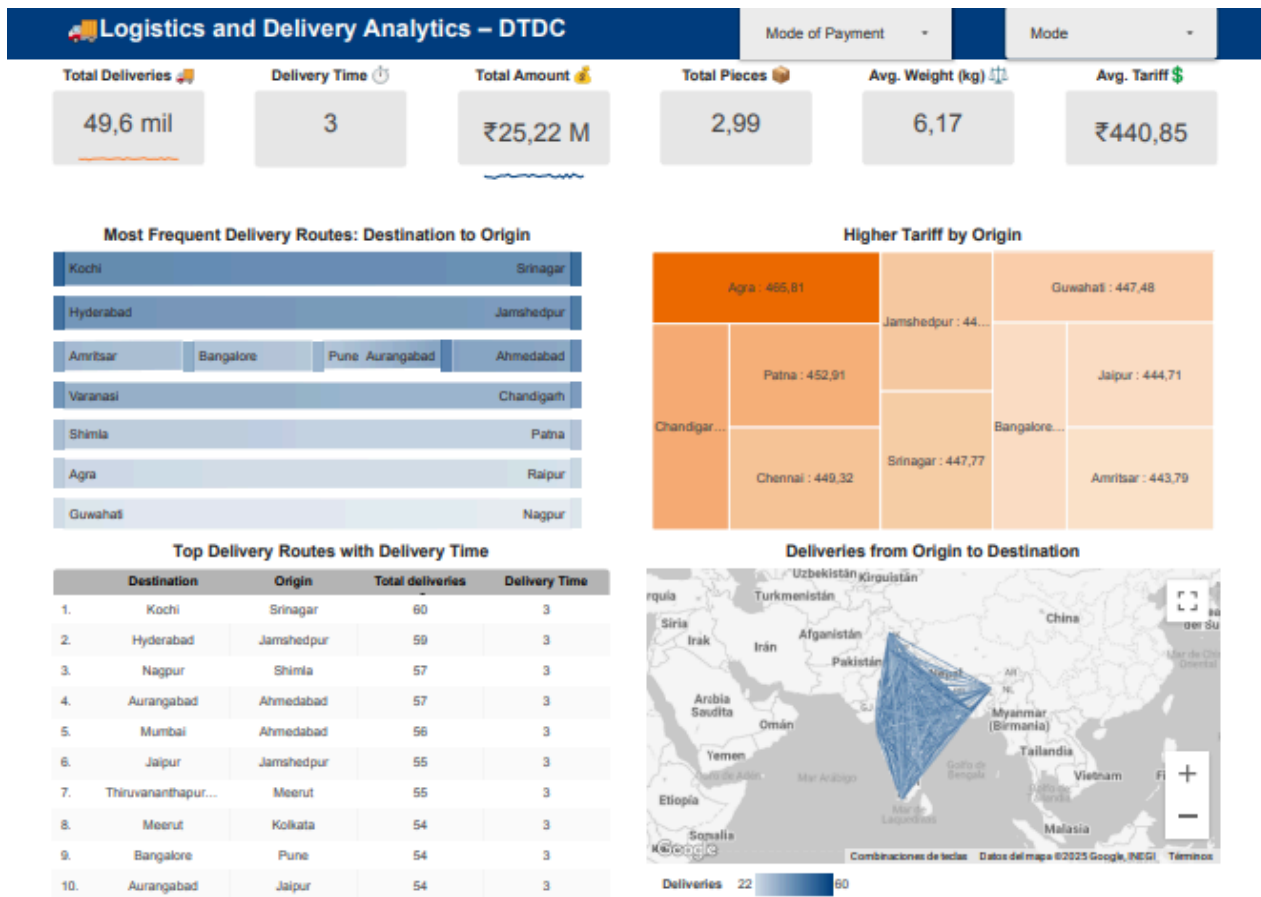 🚚Logistics and Delivery Analytics – DTDC
Mode of Payment
Mode
Total Deliveries 🚚
Delivery Time ⏱
Total Amount 💰
Total Pieces 📦
Avg. Weight (kg) ⚖
Avg. Tariff 💲
49,6 mil
3
₹25,22 M
2,99
6,17
₹440,85
Most Frequent Delivery Routes: Destination to Origin
Kochi Srinagar
Hyderabad Jamshedpur
Amritsar Bangalore Pune Aurangabad Ahmedabad
Varanasi Chandigarh
Shimla Patna
Agra Raipur
Guwahati Nagpur
Higher Tariff by Origin
Agra : 465,81
Chandigar...
Patna : 452,91
Chennai : 449,32
Jamshedpur : 44...
Srinagar : 447,77
Guwahati : 447,48
Bangalore...
Jaipur : 444,71
Amritsar : 443,79
Top Delivery Routes with Delivery Time
Destination Origin Total deliveries Delivery Time
1. Kochi Srinagar 60 3
2. Hyderabad Jamshedpur 59 3
3. Nagpur Shimla 57 3
4. Aurangabad Ahmedabad 57 3
5. Mumbai Ahmedabad 56 3
6. Jaipur Jamshedpur 55 3
7. Thiruvananthapur... Meerut 55 3
8. Meerut Kolkata 54 3
9. Bangalore Pune 54 3
10. Aurangabad Jaipur 54 3
Deliveries from Origin to Destination
Uzbekistán
Kirguistán
rquía
Turkmenistán
Siria
Irak
Irán
Afganistán
China
Pakistán
Nepal
Arabia
Saudita
Omán
Myanmar
(Birmania)
Yemen
Mar Arábigo
Golfo de
Bengala
Tailandia
Vietnam
Etiopía
Mar de
Laquedivas
Malasia
Somalia
Google
Combinaciones de teclas
Datos del mapa ©2025 Google, INEGI
Términos
Deliveries 22 60